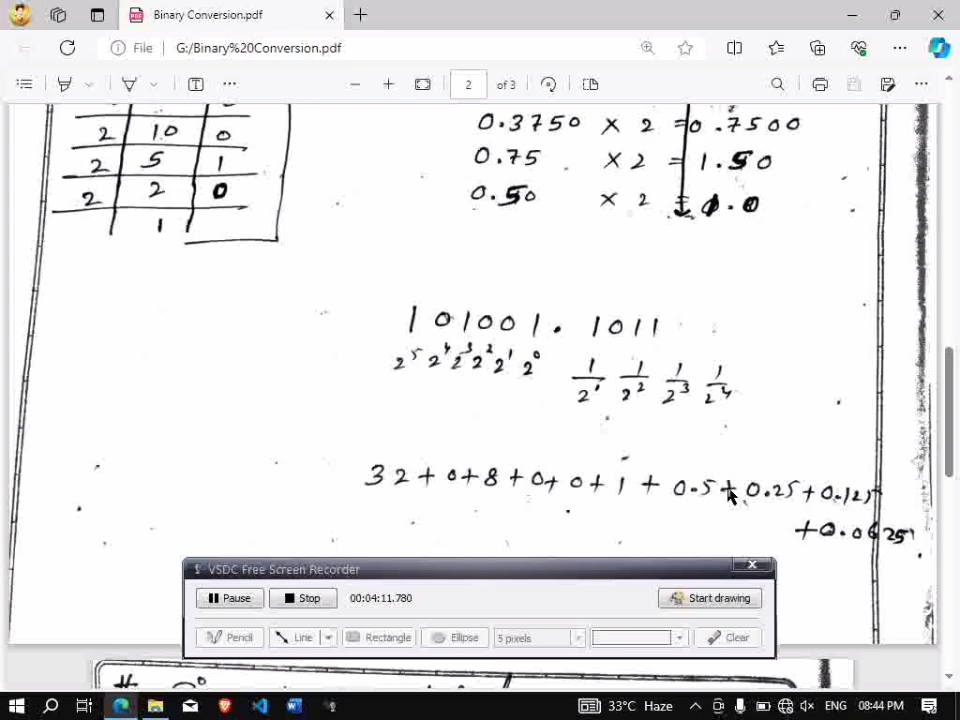 Binary Conversion.pdf
File G:/Binary%20Conversion.pdf
2 of 3
2 10 0
2 5 1
2 2 0
1
0.3750 × 2 = 0.7500
0.75 × 2 = 1.50
0.50 × 2 = 1.0
101001. 1011
2⁵ 2⁴ 2³ 2² 2¹ 2⁰ 1/2¹ 1/2² 1/2³ 1/2⁴
32 + 0 + 8 + 0 + 0 + 1 + 0.5 + 0.25 + 0.125
+ 0.0625
VSDC Free Screen Recorder
Pause Stop 00:04:11.780 Start drawing
Pencil Line Rectangle Ellipse 5 pixels Clear
33°C Haze ENG 08:44 PM